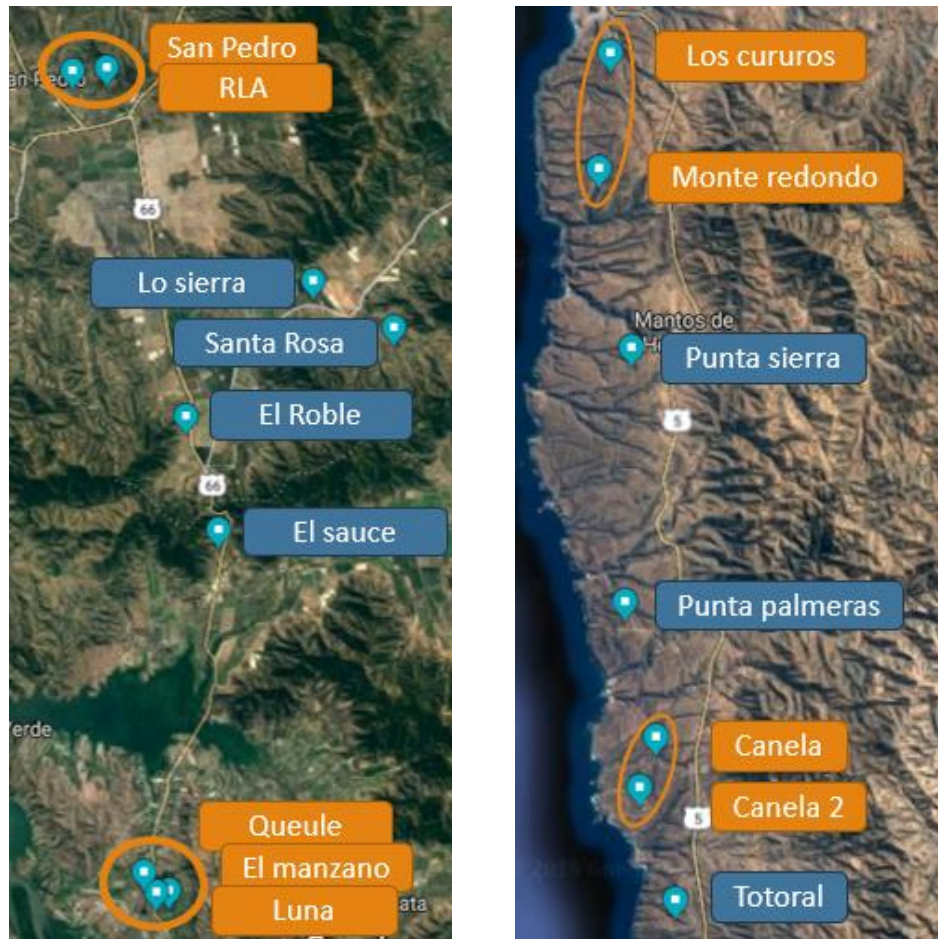 San Pedro
RLA
66
Lo sierra
Santa Rosa
El Roble
66
El sauce
erde
Queule
El manzano
Luna
ata
Los cururos
Monte redondo
Mantos de
Punta sierra
5
Punta palmeras
Canela
5
Canela 2
Totoral